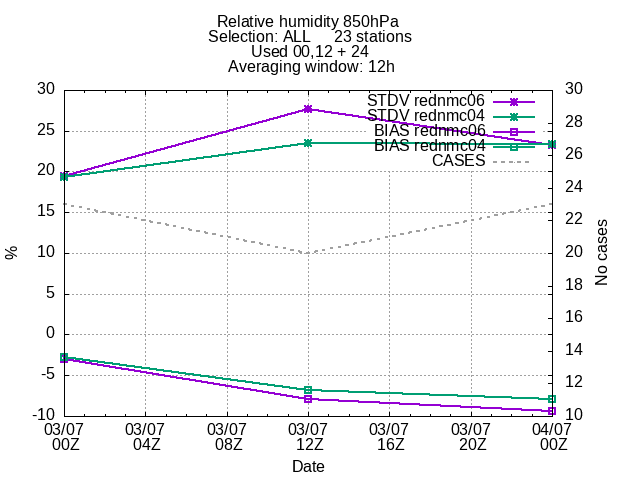 Relative humidity 850hPa
Selection: ALL 23 stations
Used 00,12 + 24
Averaging window: 12h
STDV rednmc06
STDV rednmc04
BIAS rednmc06
BIAS rednmc04
CASES
30
25
20
15
10
5
0
-5
-10
%
30
28
26
24
22
20
18
16
14
12
10
No cases
03/07 03/07 03/07 03/07 03/07 03/07 04/07
00Z 04Z 08Z 12Z 16Z 20Z 00Z
Date